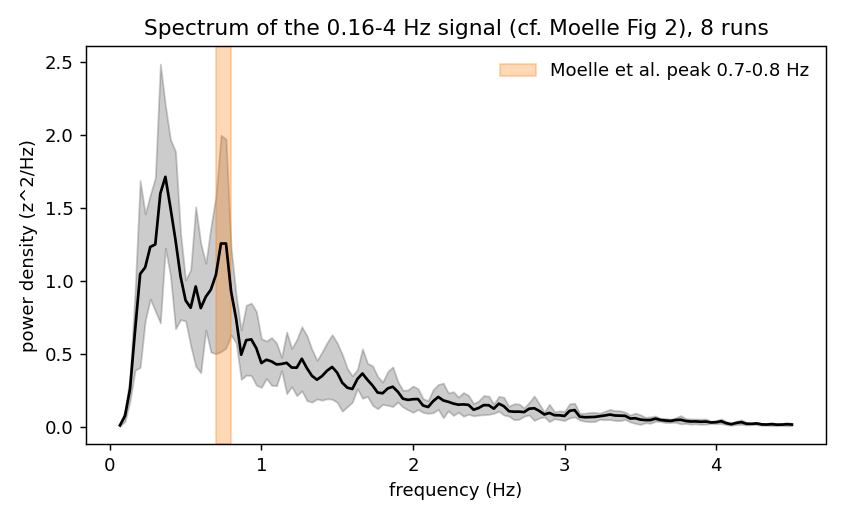 Spectrum of the 0.16-4 Hz signal (cf. Moelle Fig 2), 8 runs
Moelle et al. peak 0.7-0.8 Hz
power density (z^2/Hz)
2.5
2.0
1.5
1.0
0.5
0.0
0 1 2 3 4
frequency (Hz)